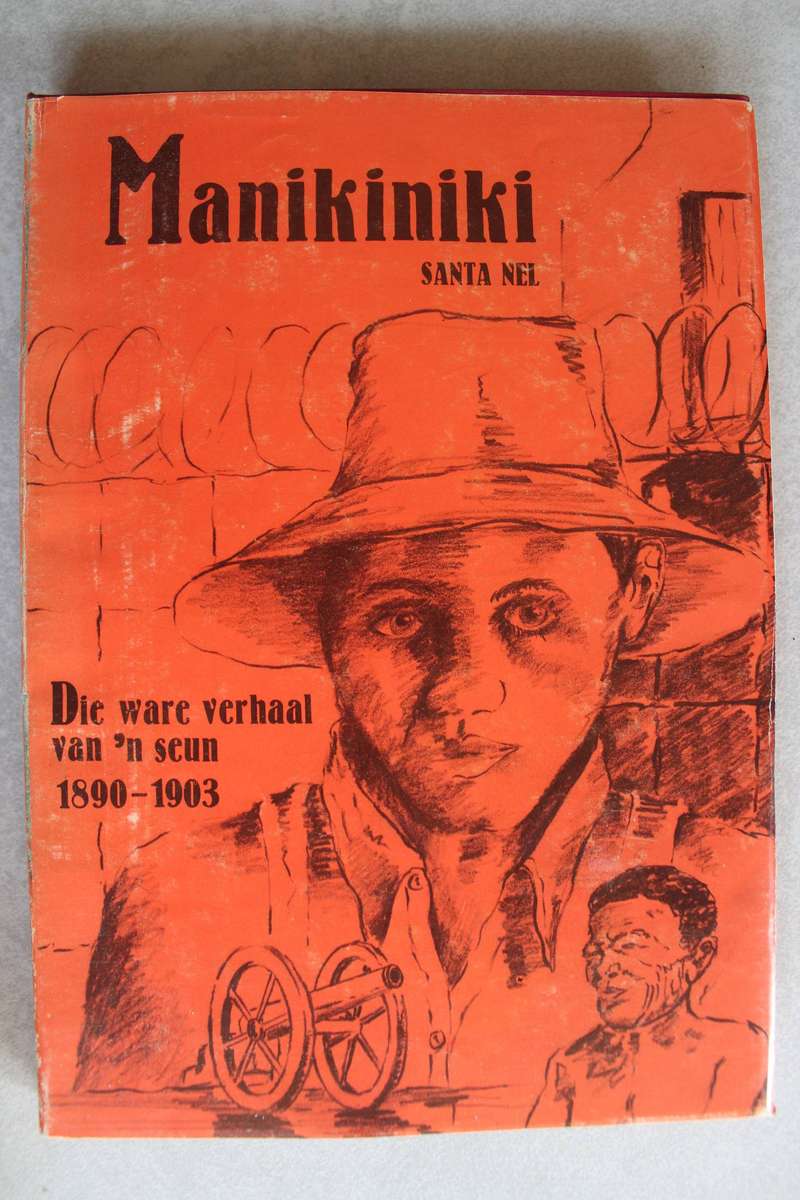 Manikiniki
SANTA NEL
Die ware verhaal
van 'n seun
1890–1903